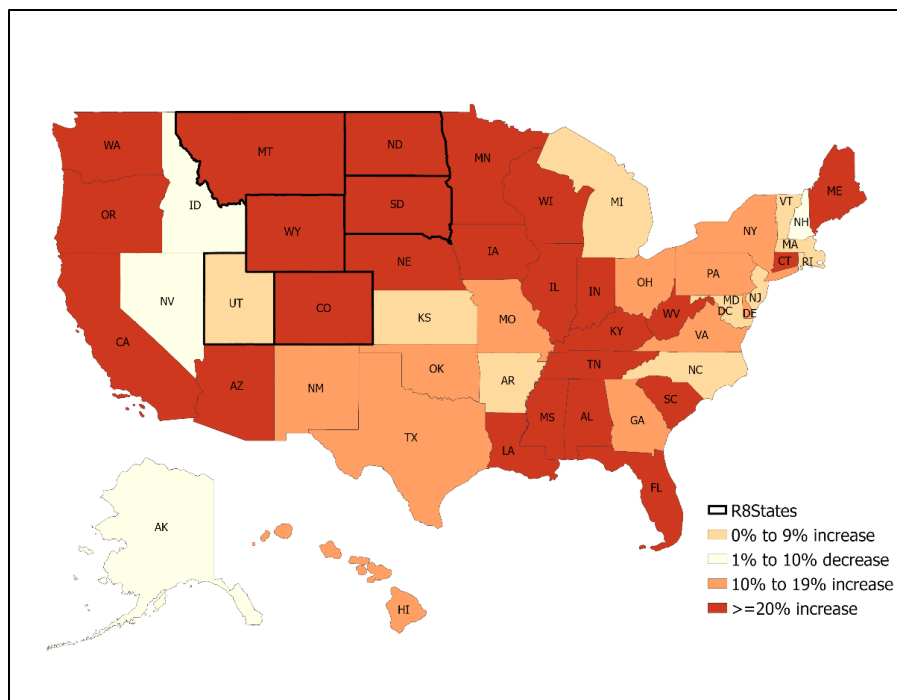 WA
MT
ND
MN
ME
OR
ID
SD
WI
MI
VT
NH
NY
MA
WY
IA
CT
RI
NE
PA
NV
UT
CO
IL
IN
OH
NJ
MD
DC
DE
KS
MO
WV
VA
CA
KY
AZ
NM
OK
AR
TN
NC
SC
MS
AL
GA
TX
LA
FL
AK
HI
R8States
0% to 9% increase
1% to 10% decrease
10% to 19% increase
>=20% increase